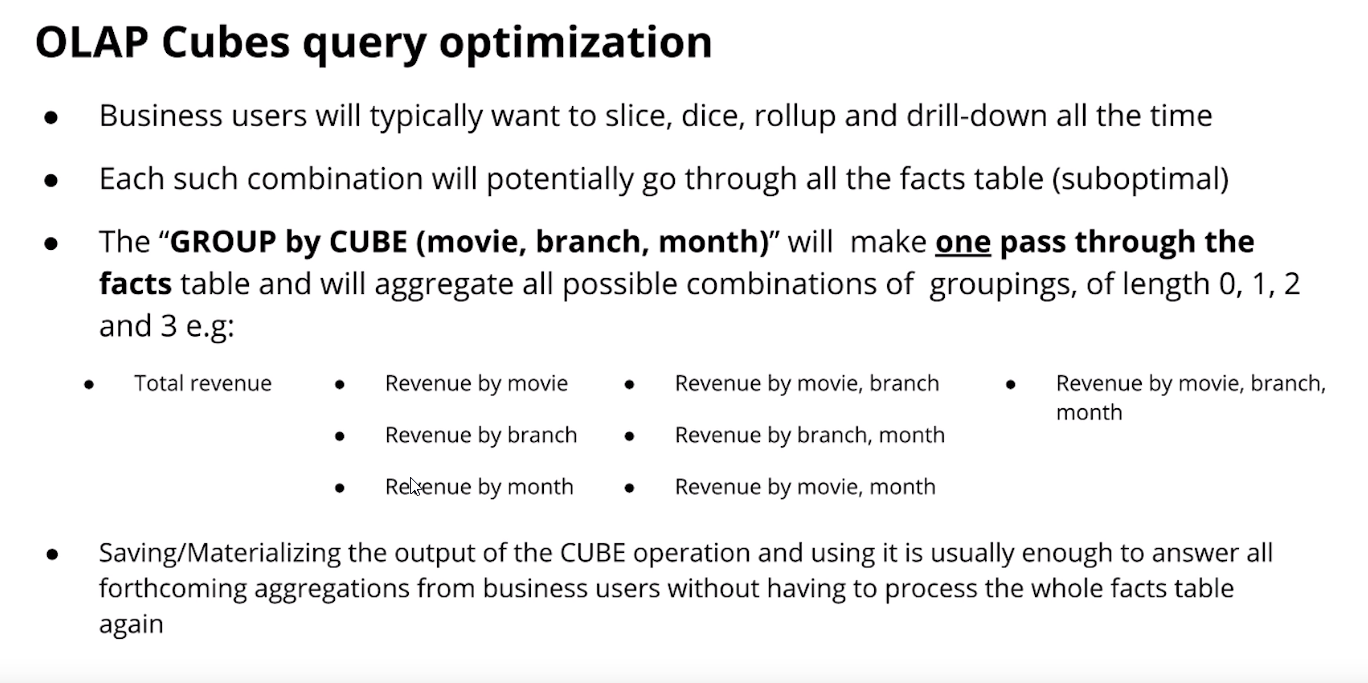 OLAP Cubes query optimization
● Business users will typically want to slice, dice, rollup and drill-down all the time
● Each such combination will potentially go through all the facts table (suboptimal)
● The “GROUP by CUBE (movie, branch, month)” will make one pass through the
facts table and will aggregate all possible combinations of groupings, of length 0, 1, 2
and 3 e.g:
● Total revenue
● Revenue by movie
● Revenue by branch
● Revenue by month
● Revenue by movie, branch
● Revenue by branch, month
● Revenue by movie, month
● Revenue by movie, branch,
month
● Saving/Materializing the output of the CUBE operation and using it is usually enough to answer all
forthcoming aggregations from business users without having to process the whole facts table
again